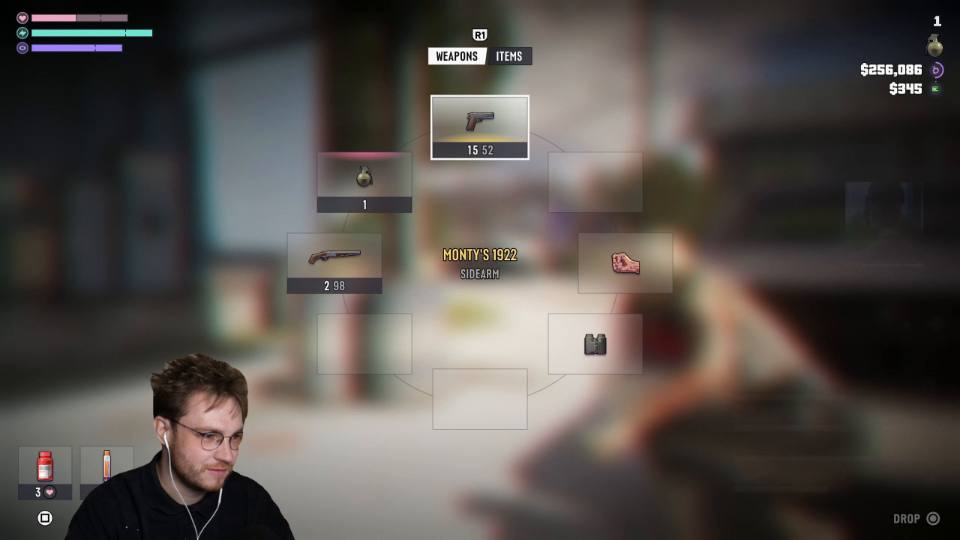 R1
WEAPONS ITEMS
1
$256,086
$345
15 52
1
2 98
MONTY'S 1922
SIDEARM
3
DROP